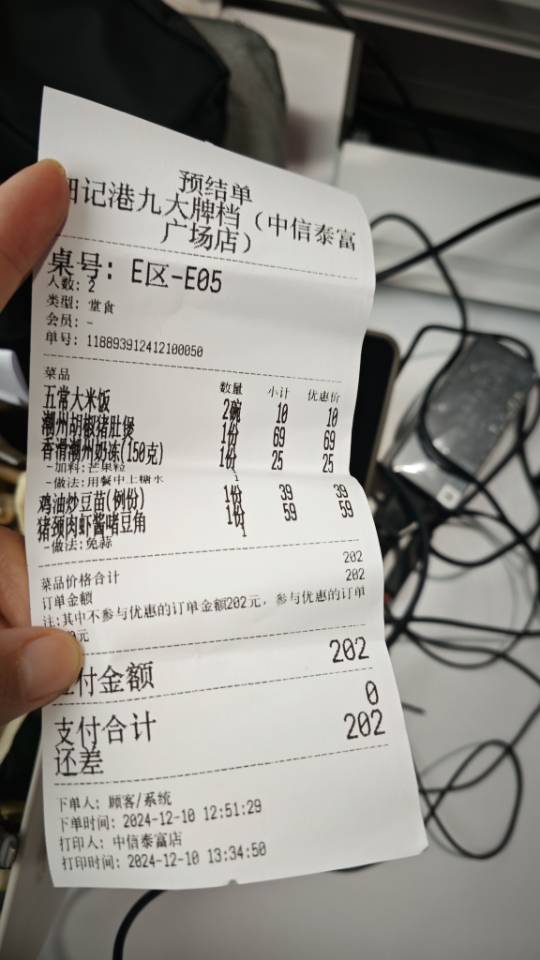 预结单
记港九大牌档（中信泰富
广场店）
桌号: E区-E05
人数: 2
类型: 堂食
会员: -
单号: 118893912412100050
菜品 数量 小计 优惠价
五常大米饭 2碗 10 10
潮州胡椒猪肚煲 1份 69 69
香滑潮州奶冻(150克) 1份 25 25
-加料:芒果粒 1
-做法:用餐中上糖水
鸡油炒豆苗(例份) 1份 39 39
猪颈肉虾酱啫豆角 1份 59 59
-做法:免蒜 1
菜品价格合计 202
订单金额 202
注:其中不参与优惠的订单金额202元, 参与优惠的订单
元
付金额 202
支付合计 0
还差 202
下单人: 顾客/系统
下单时间: 2024-12-10 12:51:29
打印人: 中信泰富店
打印时间: 2024-12-10 13:34:50